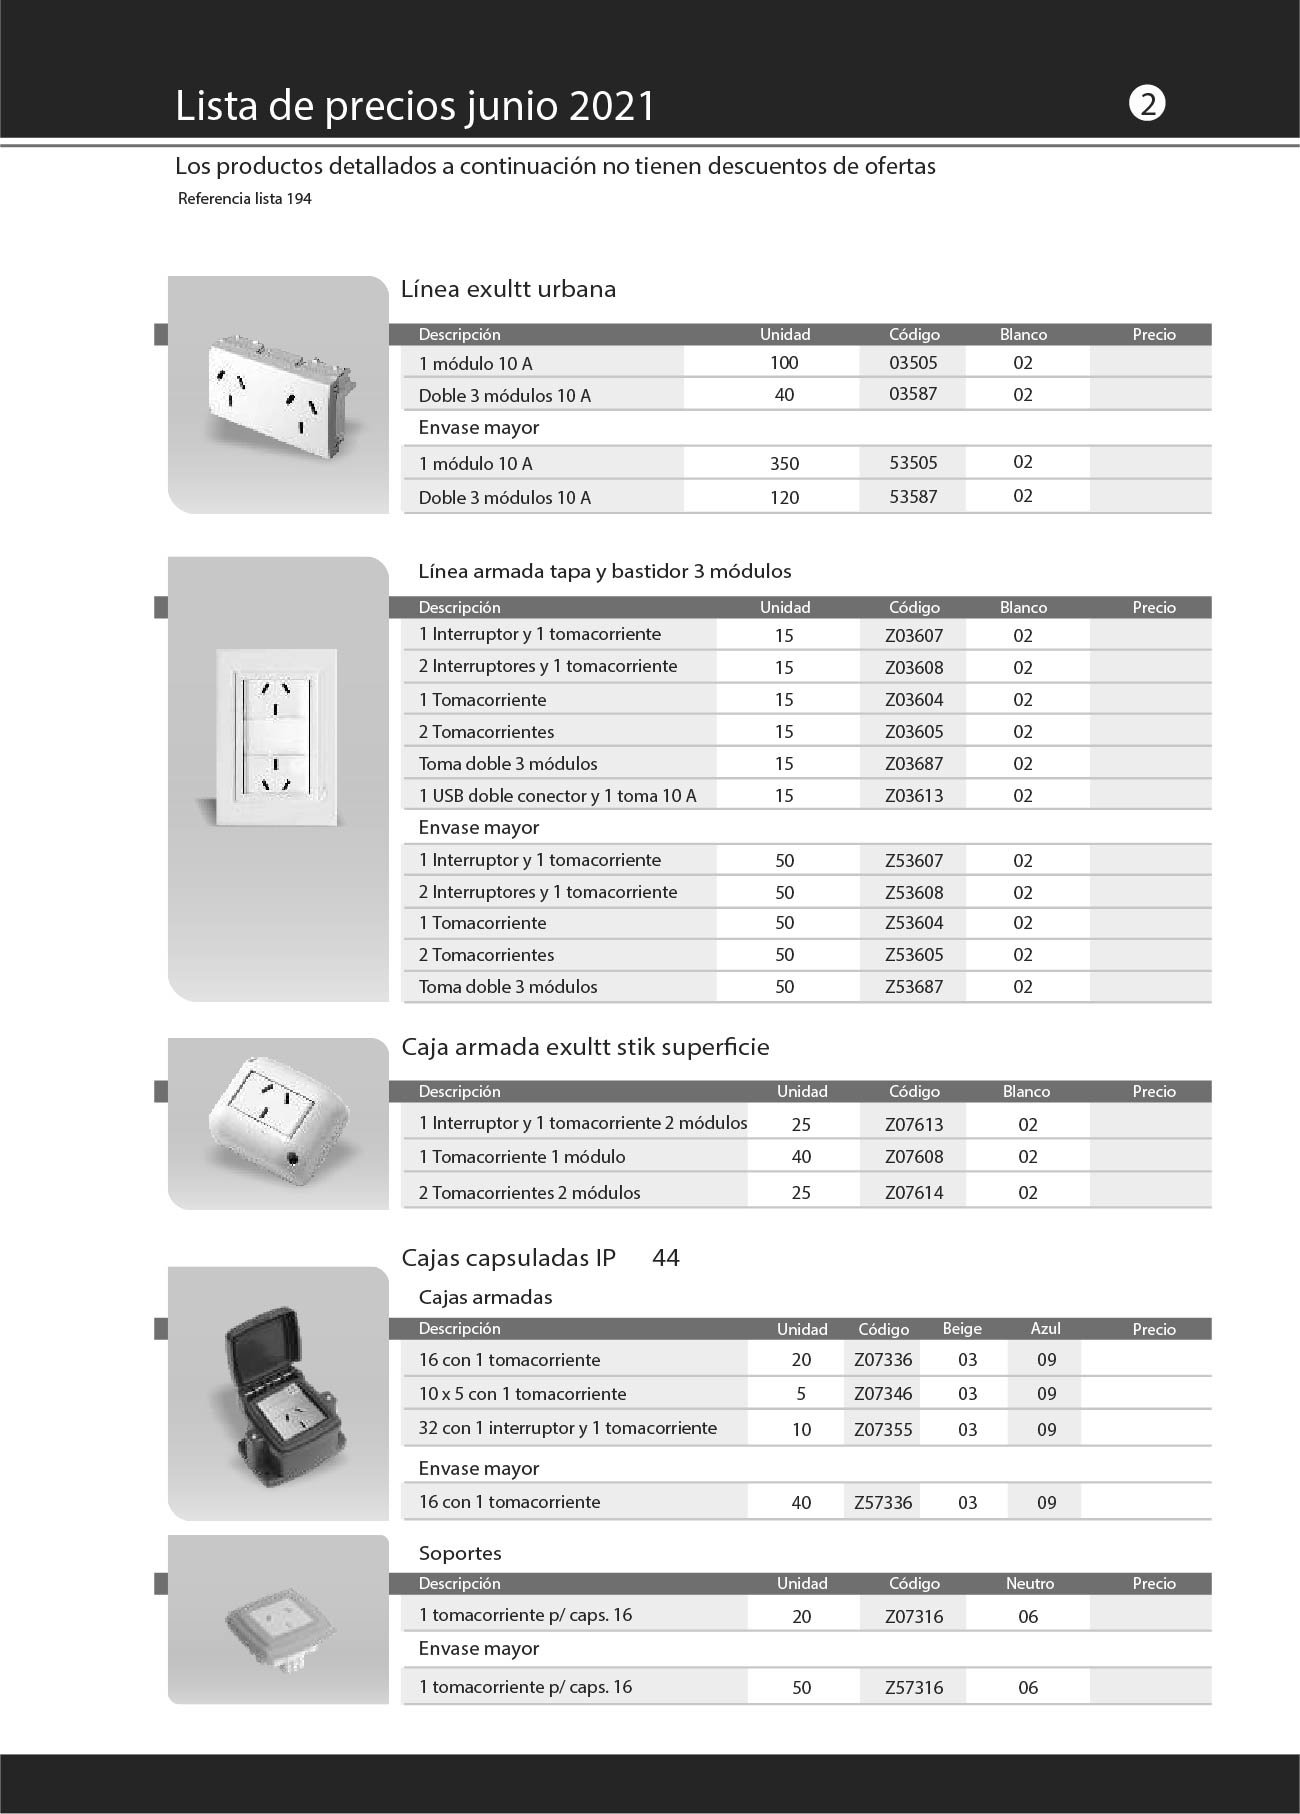 Lista de precios junio 2021
2
Los productos detallados a continuación no tienen descuentos de ofertas
Referencia lista 194
Línea exultt urbana
Descripción Unidad Código Blanco Precio
1 módulo 10 A 100 03505 02
Doble 3 módulos 10 A 40 03587 02
Envase mayor
1 módulo 10 A 350 53505 02
Doble 3 módulos 10 A 120 53587 02
Línea armada tapa y bastidor 3 módulos
Descripción Unidad Código Blanco Precio
1 Interruptor y 1 tomacorriente 15 Z03607 02
2 Interruptores y 1 tomacorriente 15 Z03608 02
1 Tomacorriente 15 Z03604 02
2 Tomacorrientes 15 Z03605 02
Toma doble 3 módulos 15 Z03687 02
1 USB doble conector y 1 toma 10 A 15 Z03613 02
Envase mayor
1 Interruptor y 1 tomacorriente 50 Z53607 02
2 Interruptores y 1 tomacorriente 50 Z53608 02
1 Tomacorriente 50 Z53604 02
2 Tomacorrientes 50 Z53605 02
Toma doble 3 módulos 50 Z53687 02
Caja armada exultt stik superficie
Descripción Unidad Código Blanco Precio
1 Interruptor y 1 tomacorriente 2 módulos 25 Z07613 02
1 Tomacorriente 1 módulo 40 Z07608 02
2 Tomacorrientes 2 módulos 25 Z07614 02
Cajas capsuladas IP 44
Cajas armadas
Descripción Unidad Código Beige Azul Precio
16 con 1 tomacorriente 20 Z07336 03 09
10 x 5 con 1 tomacorriente 5 Z07346 03 09
32 con 1 interruptor y 1 tomacorriente 10 Z07355 03 09
Envase mayor
16 con 1 tomacorriente 40 Z57336 03 09
Soportes
Descripción Unidad Código Neutro Precio
1 tomacorriente p/ caps. 16 20 Z07316 06
Envase mayor
1 tomacorriente p/ caps. 16 50 Z57316 06